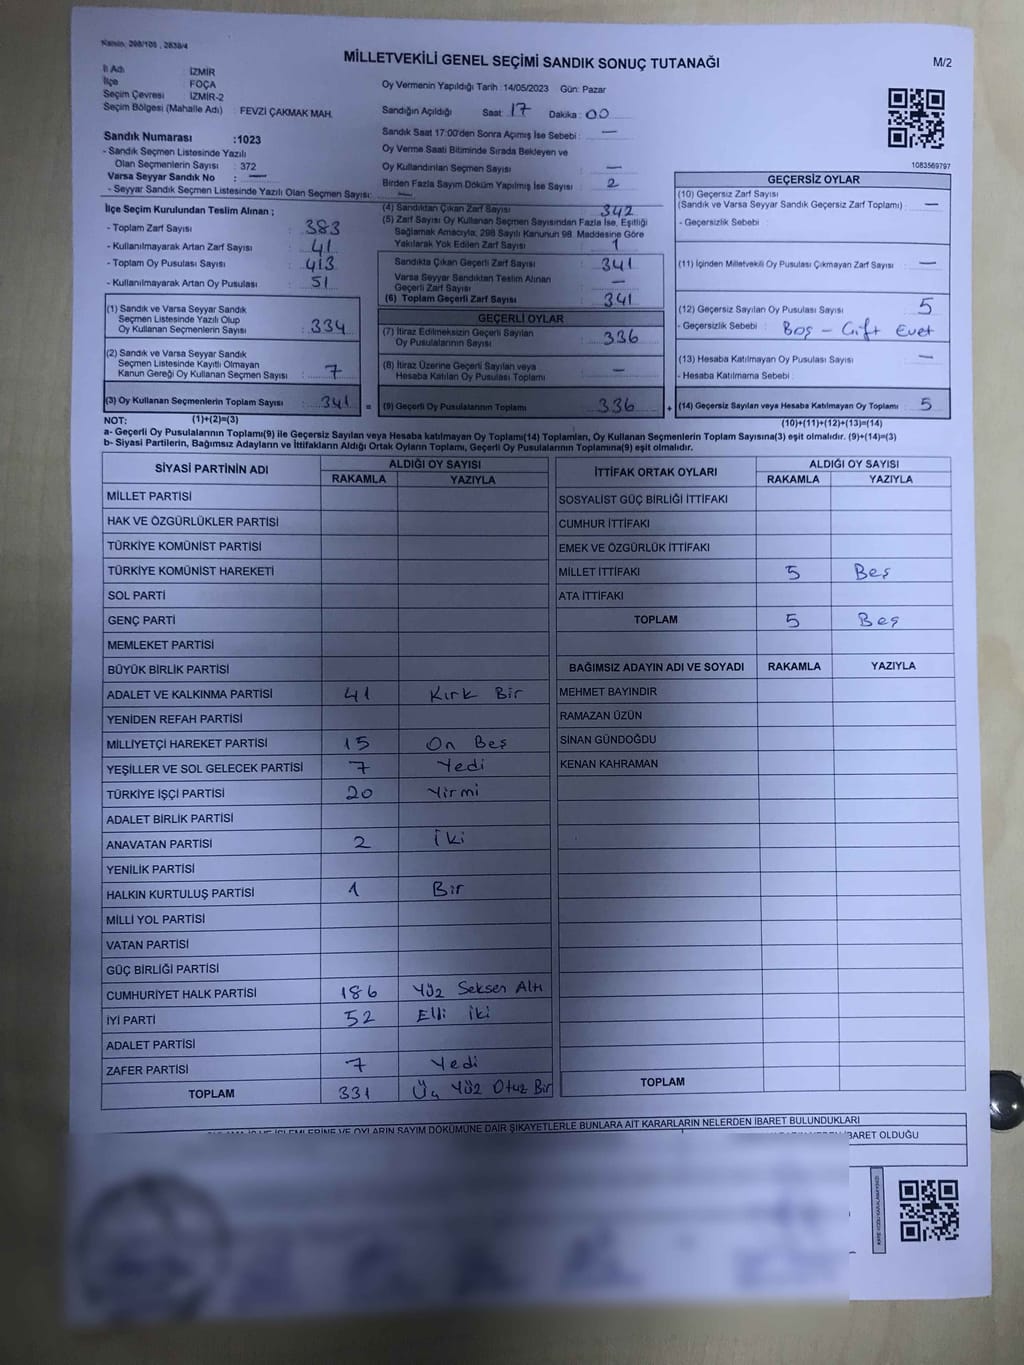 Kanun, 298/105 , 2839/4
MİLLETVEKİLİ GENEL SEÇİMİ SANDIK SONUÇ TUTANAĞI
M/2
İl Adı : İZMİR
İlçe : FOÇA
Seçim Çevresi : İZMİR-2
Seçim Bölgesi (Mahalle Adı) : FEVZİ ÇAKMAK MAH.
Sandık Numarası :1023
- Sandık Seçmen Listesinde Yazılı
Olan Seçmenlerin Sayısı : 372
Varsa Seyyar Sandık No : —
- Seyyar Sandık Seçmen Listesinde Yazılı Olan Seçmen Sayısı: —
Oy Vermenin Yapıldığı Tarih : 14/05/2023 Gün: Pazar
Sandığın Açıldığı Saat : 17 Dakika : 00
Sandık Saat 17:00'den Sonra Açımış İse Sebebi : —
Oy Verme Saati Bitiminde Sırada Bekleyen ve
Oy Kullandırılan Seçmen Sayısı : —
Birden Fazla Sayım Döküm Yapılmış İse Sayısı : 2
1083569797
İlçe Seçim Kurulundan Teslim Alınan ;
- Toplam Zarf Sayısı : 383
- Kullanılmayarak Artan Zarf Sayısı : 41
- Toplam Oy Pusulası Sayısı : 413
- Kullanılmayarak Artan Oy Pusulası : 51
(1) Sandık ve Varsa Seyyar Sandık
Seçmen Listesinde Yazılı Olup
Oy Kullanan Seçmenlerin Sayısı : 334
(2) Sandık ve Varsa Seyyar Sandık
Seçmen Listesinde Kayıtlı Olmayan
Kanun Gereği Oy Kullanan Seçmen Sayısı : 7
(3) Oy Kullanan Seçmenlerin Toplam Sayısı : 341 =
(4) Sandıktan Çıkan Zarf Sayısı : 342
(5) Zarf Sayısı Oy Kullanan Seçmen Sayısından Fazla İse, Eşitliği
Sağlamak Amacıyla, 298 Sayılı Kanunun 98. Maddesine Göre
Yakılarak Yok Edilen Zarf Sayısı : 1
Sandıkta Çıkan Geçerli Zarf Sayısı : 341
Varsa Seyyar Sandıktan Teslim Alınan
Geçerli Zarf Sayısı : —
(6) Toplam Geçerli Zarf Sayısı : 341
GEÇERLİ OYLAR
(7) İtiraz Edilmeksizin Geçerli Sayılan
Oy Pusulalarının Sayısı : 336
(8) İtiraz Üzerine Geçerli Sayılan veya
Hesaba Katılan Oy Pusulası Toplamı : —
(9) Geçerli Oy Pusulalarının Toplamı : 336 +
GEÇERSİZ OYLAR
(10) Geçersiz Zarf Sayısı
(Sandık ve Varsa Seyyar Sandık Geçersiz Zarf Toplamı) : —
- Geçersizlik Sebebi :
(11) İçinden Milletvekili Oy Pusulası Çıkmayan Zarf Sayısı : —
(12) Geçersiz Sayılan Oy Pusulası Sayısı : 5
- Geçersizlik Sebebi : Boş - Çift Evet
(13) Hesaba Katılmayan Oy Pusulası Sayısı : —
- Hesaba Katılmama Sebebi :
(14) Geçersiz Sayılan veya Hesaba Katılmayan Oy Toplamı : 5
NOT: (1)+(2)=(3)
(10)+(11)+(12)+(13)=(14)
a- Geçerli Oy Pusulalarının Toplamı(9) ile Geçersiz Sayılan veya Hesaba katılmayan Oy Toplamı(14) Toplamları, Oy Kullanan Seçmenlerin Toplam Sayısına(3) eşit olmalıdır. (9)+(14)=(3)
b- Siyasi Partilerin, Bağımsız Adayların ve İttifakların Aldığı Ortak Oyların Toplamı, Geçerli Oy Pusulalarının Toplamına(9) eşit olmalıdır.
SİYASİ PARTİNİN ADI ALDIĞI OY SAYISI
RAKAMLA YAZIYLA
MİLLET PARTİSİ
HAK VE ÖZGÜRLÜKLER PARTİSİ
TÜRKİYE KOMÜNİST PARTİSİ
TÜRKİYE KOMÜNİST HAREKETİ
SOL PARTİ
GENÇ PARTİ
MEMLEKET PARTİSİ
BÜYÜK BİRLİK PARTİSİ
ADALET VE KALKINMA PARTİSİ 41 Kırk Bir
YENİDEN REFAH PARTİSİ
MİLLİYETÇİ HAREKET PARTİSİ 15 On Beş
YEŞİLLER VE SOL GELECEK PARTİSİ 7 Yedi
TÜRKİYE İŞÇİ PARTİSİ 20 Yirmi
ADALET BİRLİK PARTİSİ
ANAVATAN PARTİSİ 2 İki
YENİLİK PARTİSİ
HALKIN KURTULUŞ PARTİSİ 1 Bir
MİLLİ YOL PARTİSİ
VATAN PARTİSİ
GÜÇ BİRLİĞİ PARTİSİ
CUMHURİYET HALK PARTİSİ 186 Yüz Seksen Altı
İYİ PARTİ 52 Elli İki
ADALET PARTİSİ
ZAFER PARTİSİ 7 Yedi
TOPLAM 331 Üç Yüz Otuz Bir
İTTİFAK ORTAK OYLARI ALDIĞI OY SAYISI
RAKAMLA YAZIYLA
SOSYALİST GÜÇ BİRLİĞİ İTTİFAKI
CUMHUR İTTİFAKI
EMEK VE ÖZGÜRLÜK İTTİFAKI
MİLLET İTTİFAKI 5 Beş
ATA İTTİFAKI
TOPLAM 5 Beş
BAĞIMSIZ ADAYIN ADI VE SOYADI RAKAMLA YAZIYLA
MEHMET BAYINDIR
RAMAZAN ÜZÜN
SİNAN GÜNDOĞDU
KENAN KAHRAMAN
TOPLAM
İŞLEMLERİNE VE OYLARIN SAYIM DÖKÜMÜNE DAİR ŞİKAYETLERLE BUNLARA AİT KARARLARIN NELERDEN İBARET BULUNDUKLARI
İBARET OLDUĞU